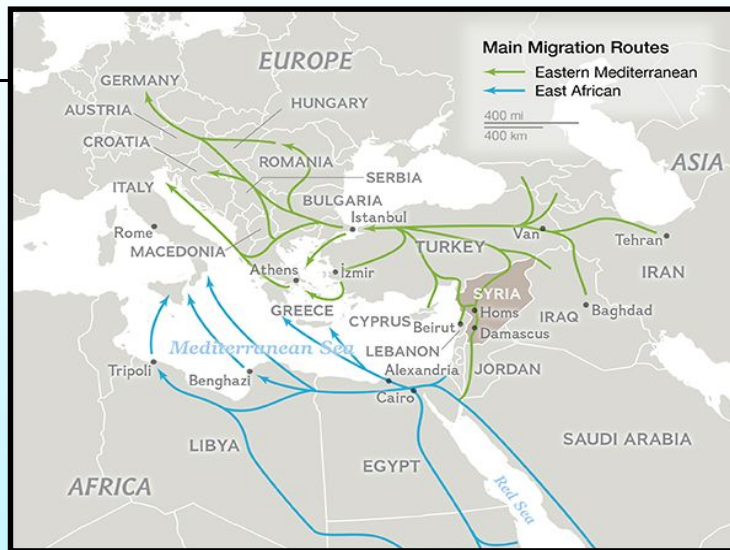 Main Migration Routes
Eastern Mediterranean
East African
400 mi
400 km
EUROPE
GERMANY
AUSTRIA
HUNGARY
CROATIA
ROMANIA
ASIA
SERBIA
ITALY
BULGARIA
Istanbul
Rome
Van
Tehran
MACEDONIA
TURKEY
Athens
İzmir
IRAN
SYRIA
GREECE
CYPRUS
Homs
IRAQ
Baghdad
Beirut
Damascus
Mediterranean Sea
LEBANON
Tripoli
Alexandria
JORDAN
Benghazi
Cairo
LIBYA
EGYPT
SAUDI ARABIA
AFRICA
Red Sea